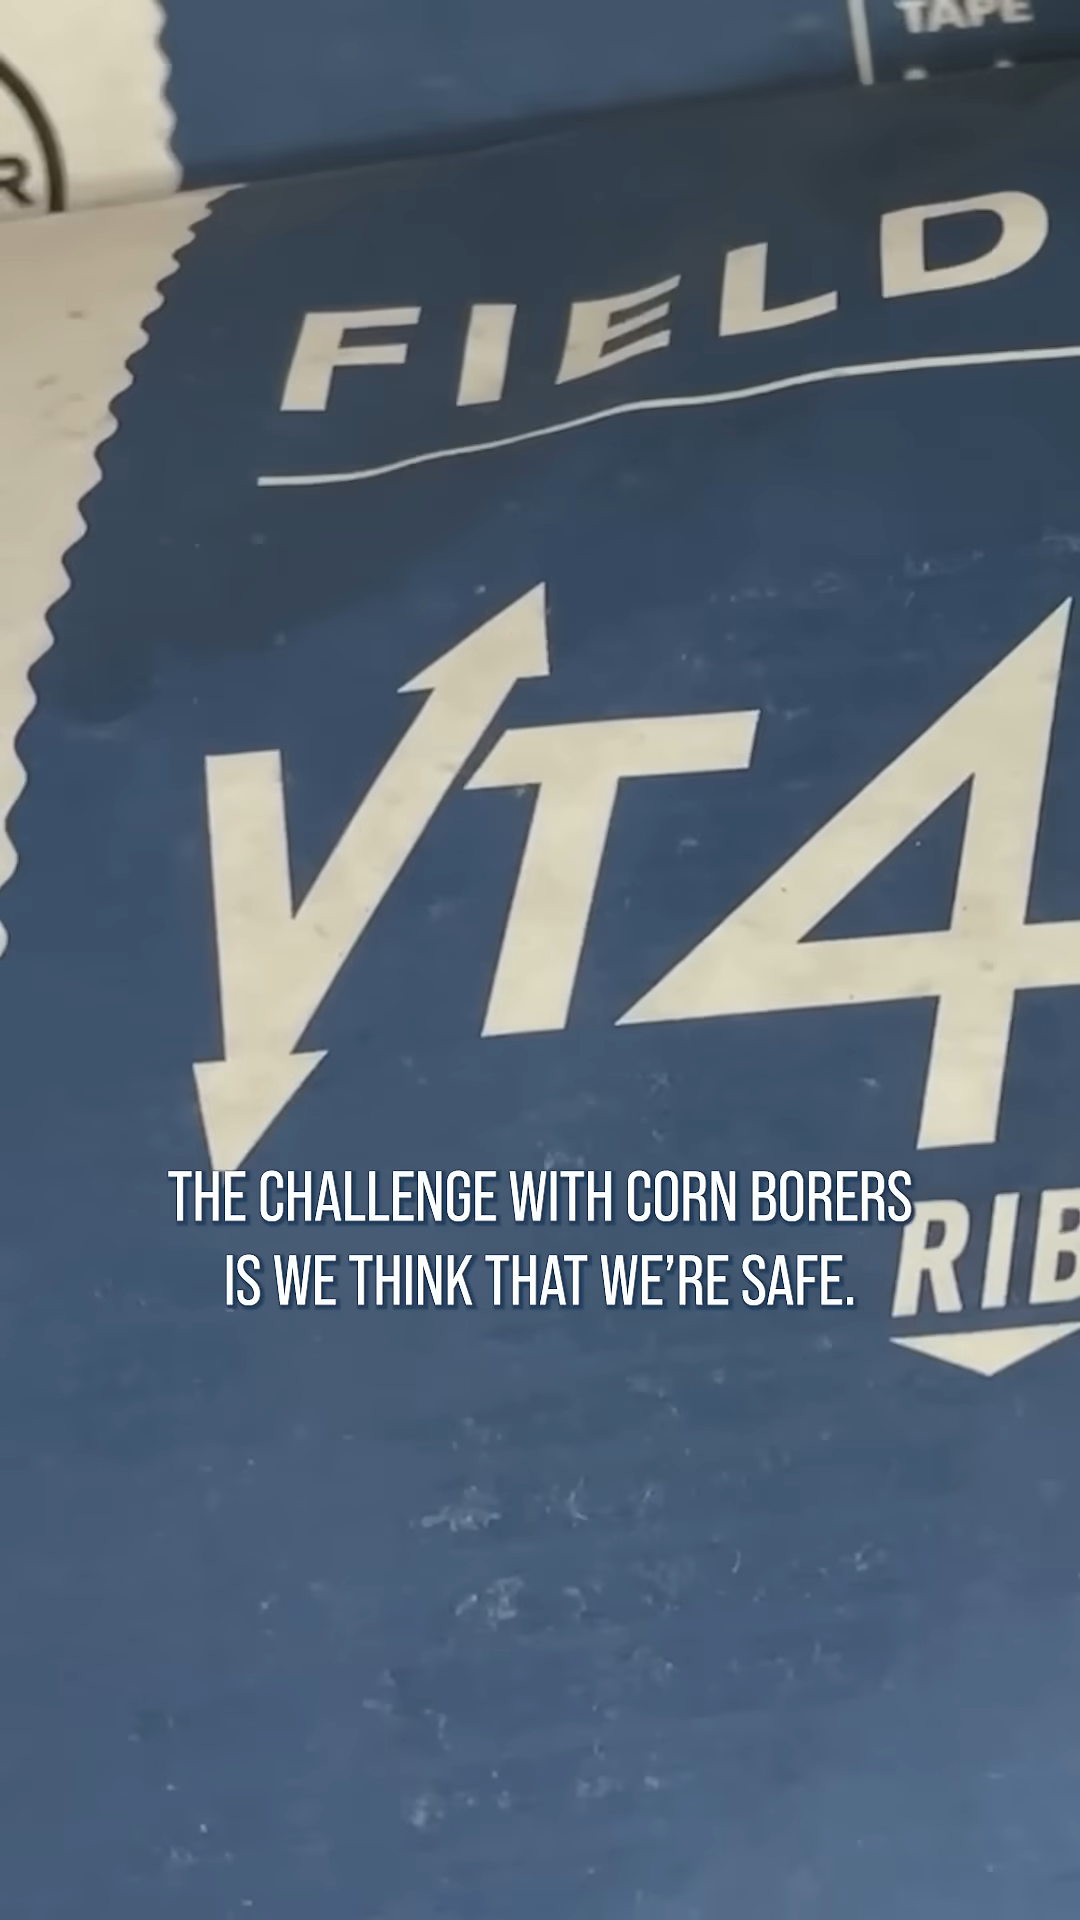 TAPE
R
FIELD
VT4
RIB
THE CHALLENGE WITH CORN BORERS
IS WE THINK THAT WE'RE SAFE.